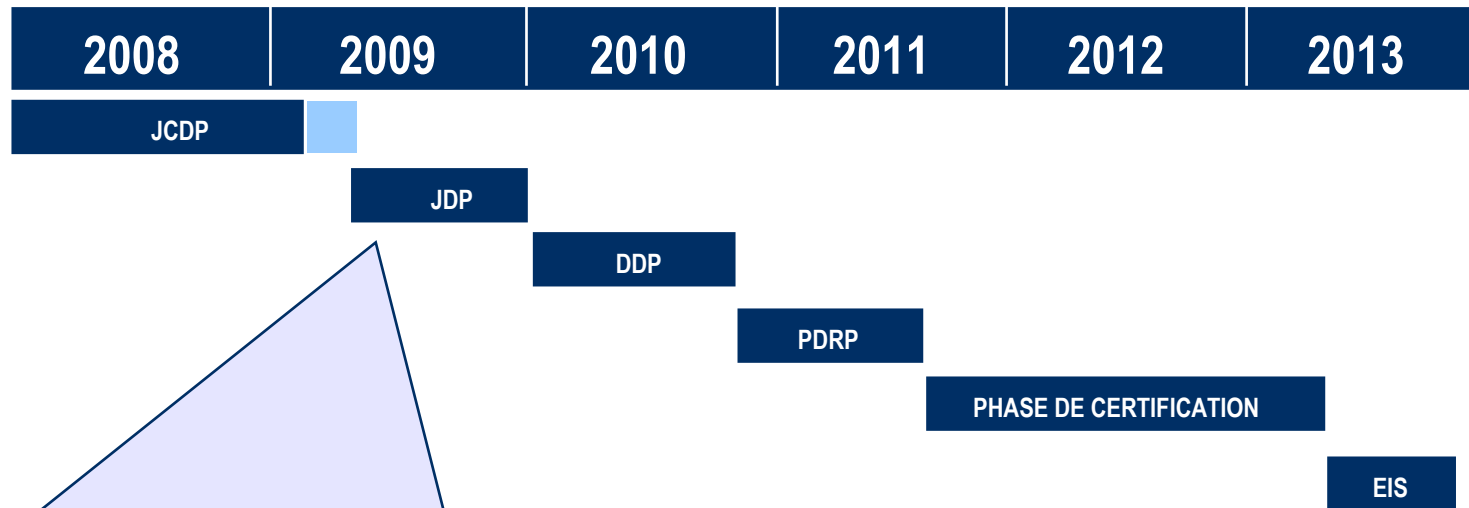 2008 2009 2010 2011 2012 2013
JCDP
JDP
DDP
PDRP
PHASE DE CERTIFICATION
EIS